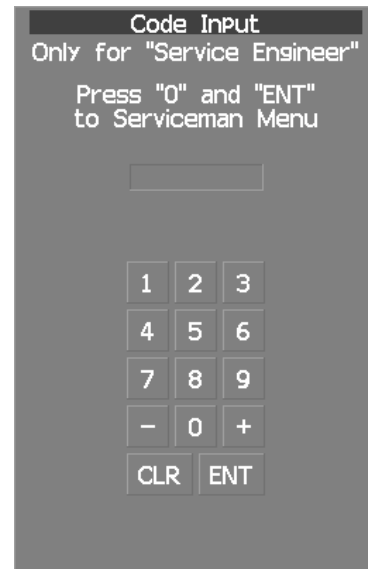 Code Input
Only for "Service Engineer"
Press "0" and "ENT"
to Serviceman Menu
1 2 3
4 5 6
7 8 9
- 0 +
CLR ENT